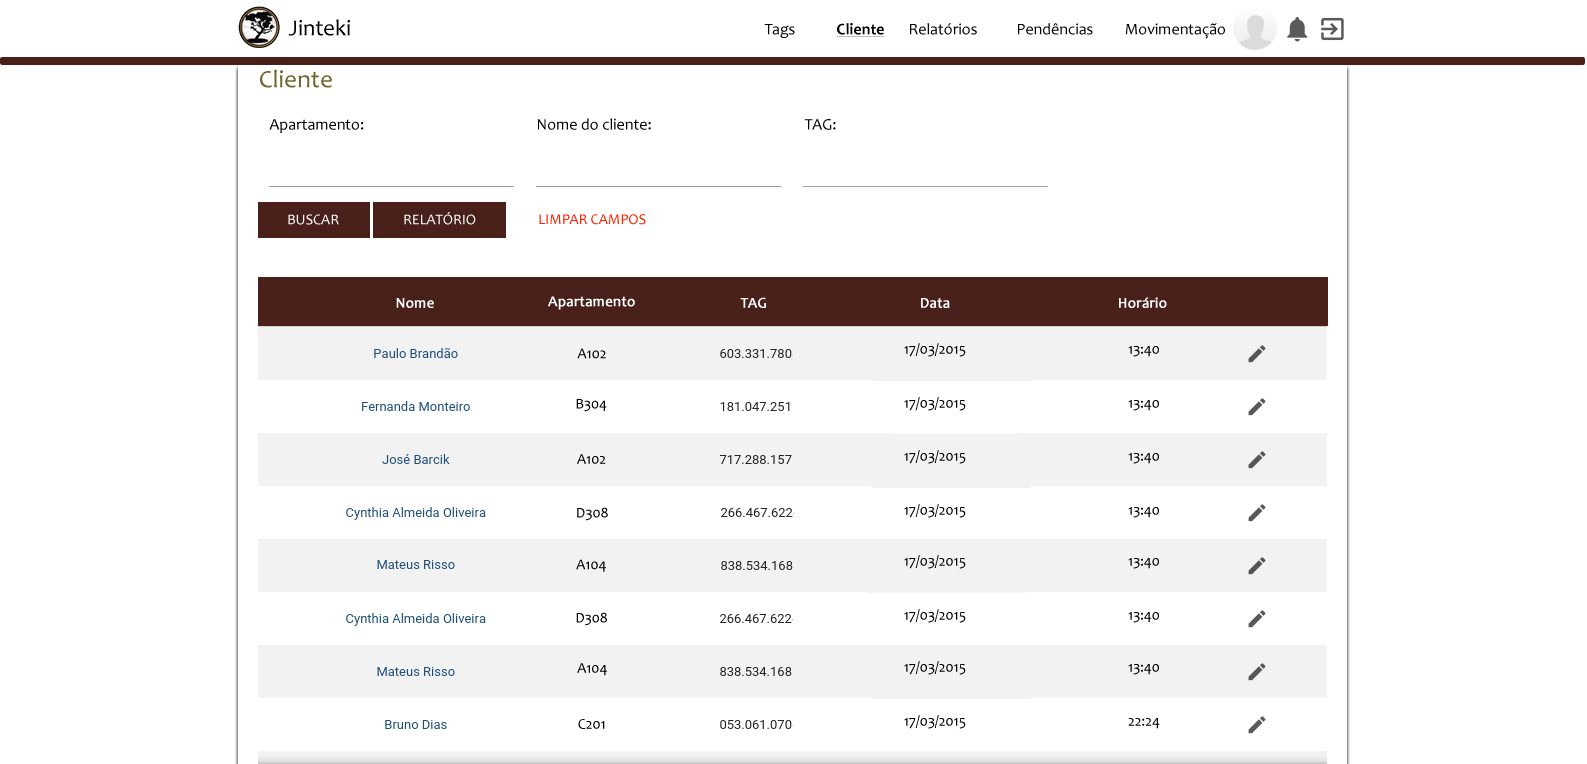 Jinteki
Tags Cliente Relatórios Pendências Movimentação
Cliente
Apartamento: Nome do cliente: TAG:
BUSCAR RELATÓRIO LIMPAR CAMPOS
Nome Apartamento TAG Data Horário
Paulo Brandão A102 603.331.780 17/03/2015 13:40
Fernanda Monteiro B304 181.047.251 17/03/2015 13:40
José Barcik A102 717.288.157 17/03/2015 13:40
Cynthia Almeida Oliveira D308 266.467.622 17/03/2015 13:40
Mateus Risso A104 838.534.168 17/03/2015 13:40
Cynthia Almeida Oliveira D308 266.467.622 17/03/2015 13:40
Mateus Risso A104 838.534.168 17/03/2015 13:40
Bruno Dias C201 053.061.070 17/03/2015 22:24